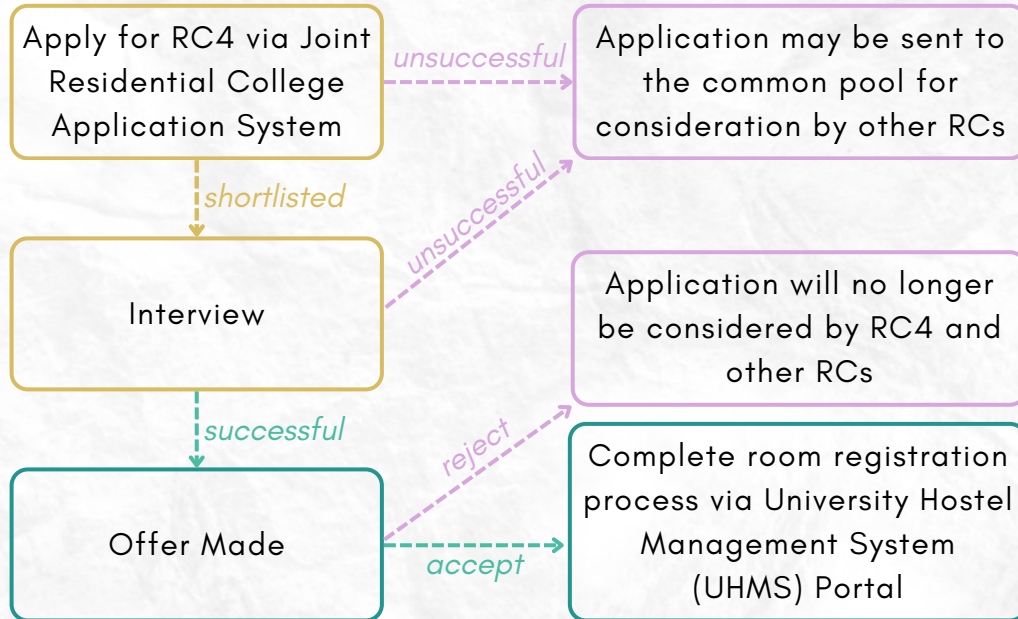 Apply for RC4 via Joint
Residential College
Application System
unsuccessful
Application may be sent to
the common pool for
consideration by other RCs
shortlisted
unsuccessful
Interview
Application will no longer
be considered by RC4 and
other RCs
successful
reject
Offer Made
accept
Complete room registration
process via University Hostel
Management System
(UHMS) Portal